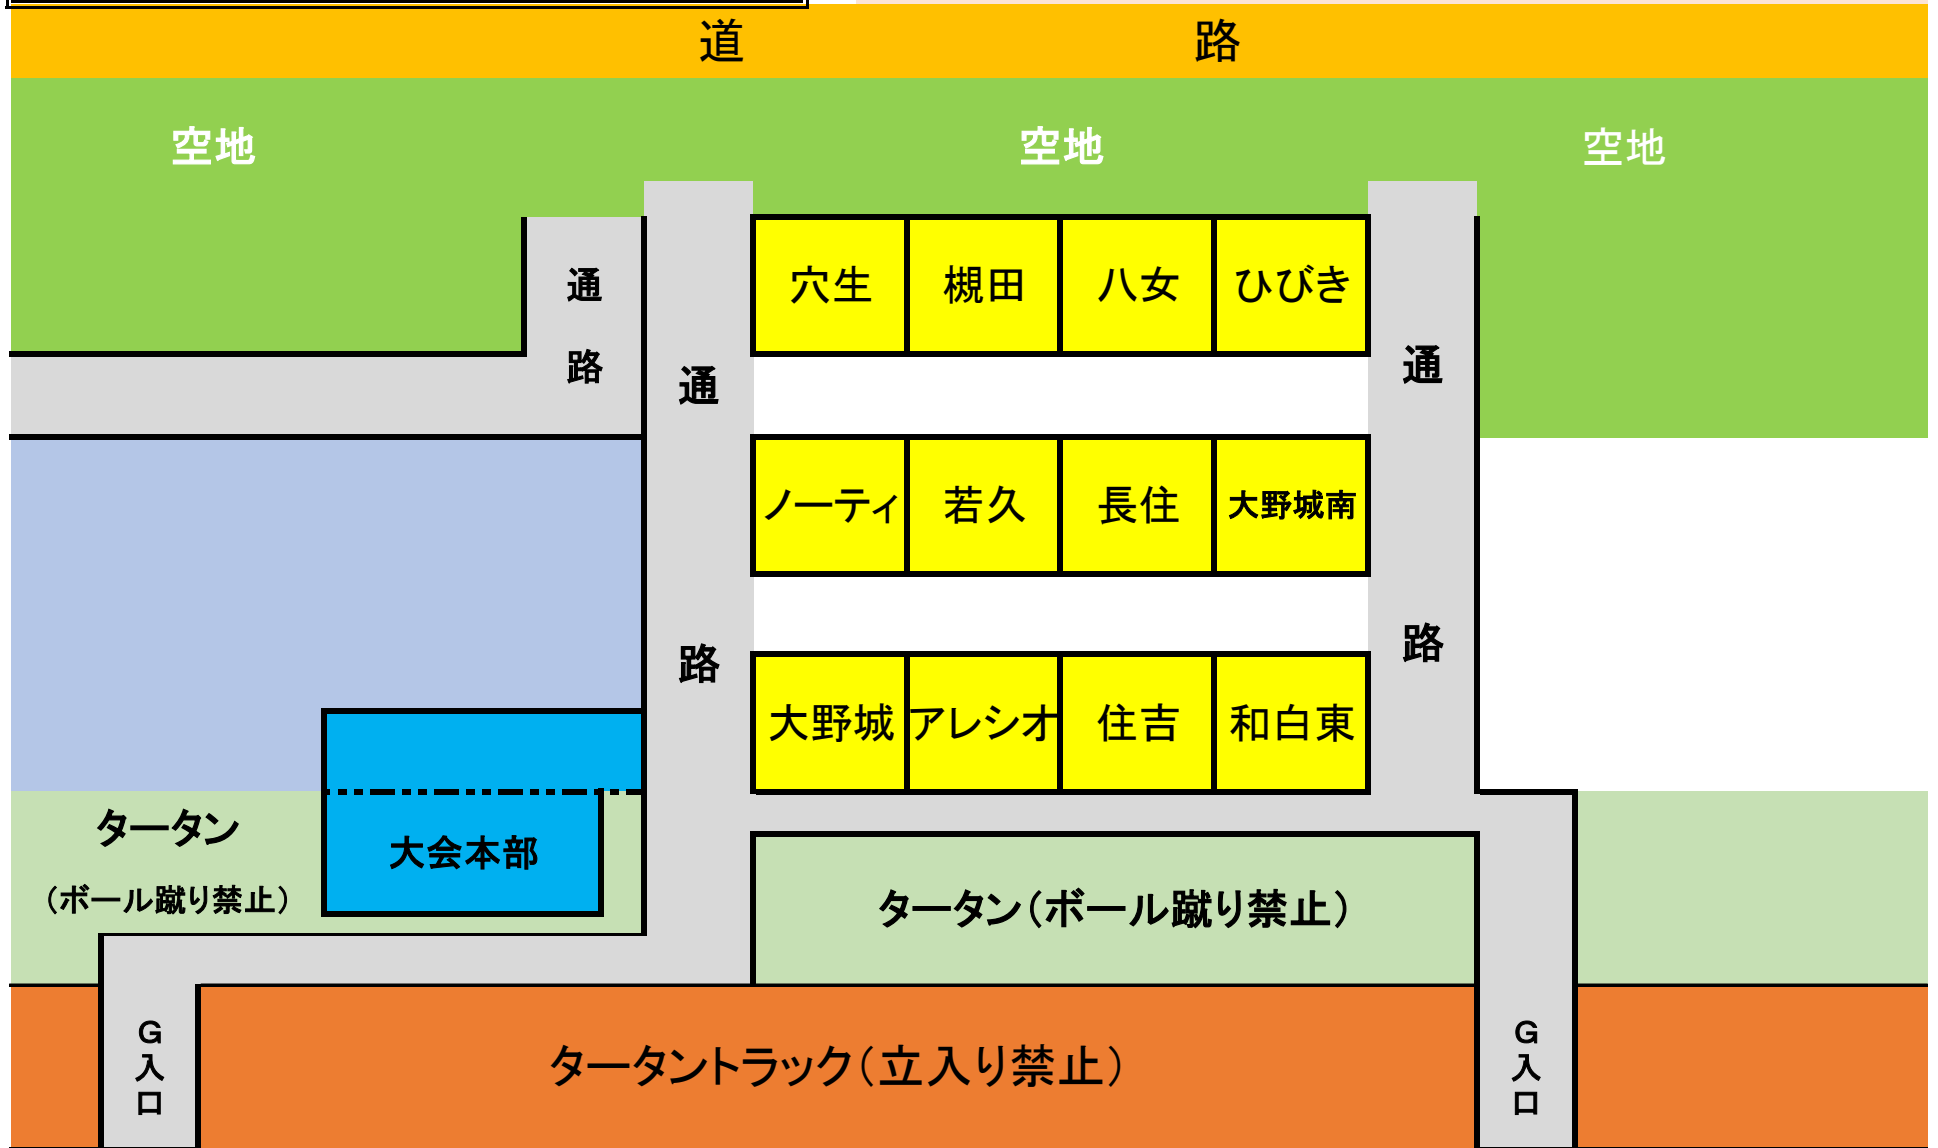 道 路
空地 空地 空地
通路
穴生 槻田 八女 ひびき
通路
通路
ノーティ 若久 長住 大野城南
大野城 アレシオ 住吉 和白東
タータン
（ボール蹴り禁止）
大会本部
タータン（ボール蹴り禁止）
G入口
タータントラック（立入り禁止）
G入口